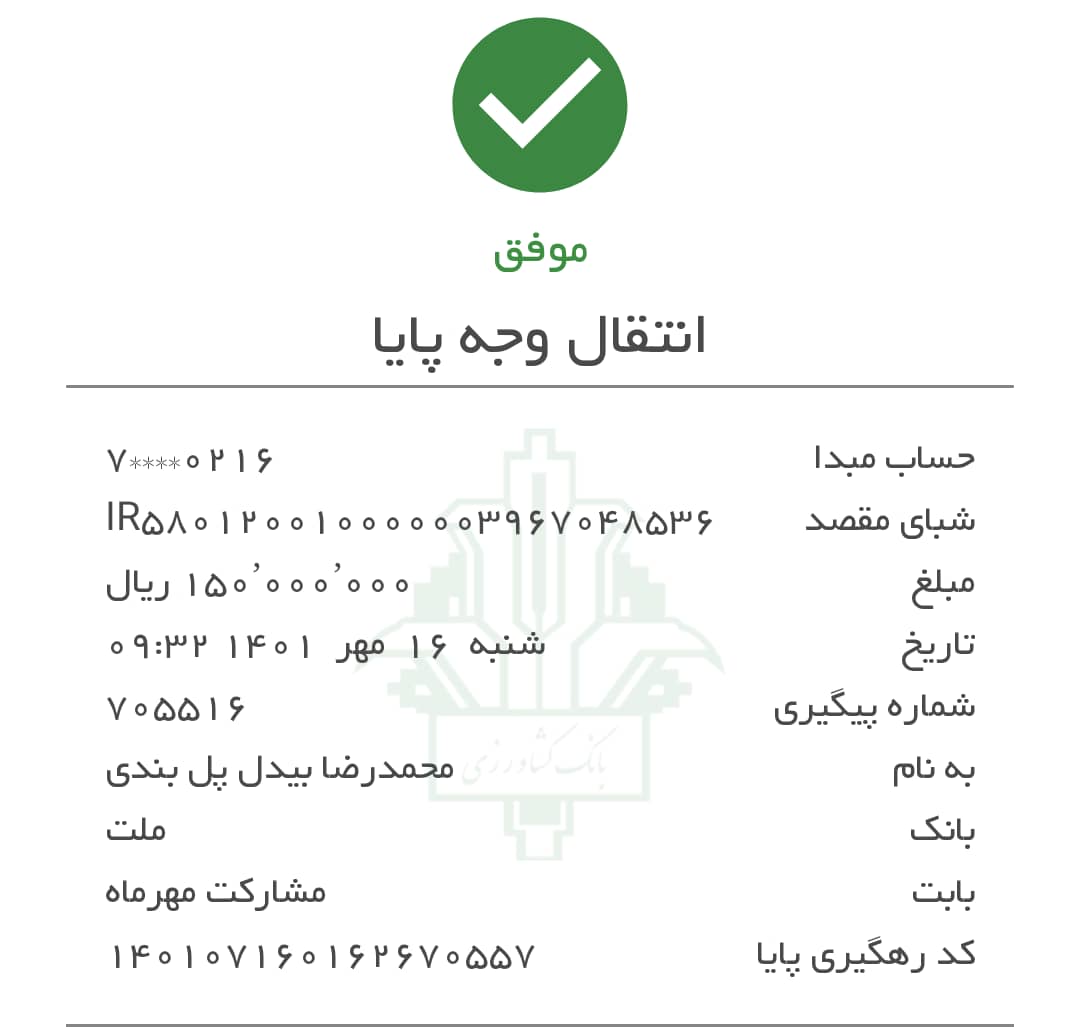 موفق
انتقال وجه پایا
حساب مبدا ۷****۰۲۱۶
شبای مقصد IR۵۸۰۱۲۰۰۱۰۰۰۰۰۰۳۹۶۷۰۴۸۵۳۶
مبلغ ۱۵۰٬۰۰۰٬۰۰۰ ریال
تاریخ شنبه ۱۶ مهر ۱۴۰۱ ۰۹:۳۲
شماره پیگیری ۷۰۵۵۱۶
به نام محمدرضا بیدل پل بندی
بانک کشاورزی
بانک ملت
بابت مشارکت مهرماه
کد رهگیری پایا ۱۴۰۱۰۷۱۶۰۱۶۲۶۷۰۵۵۷